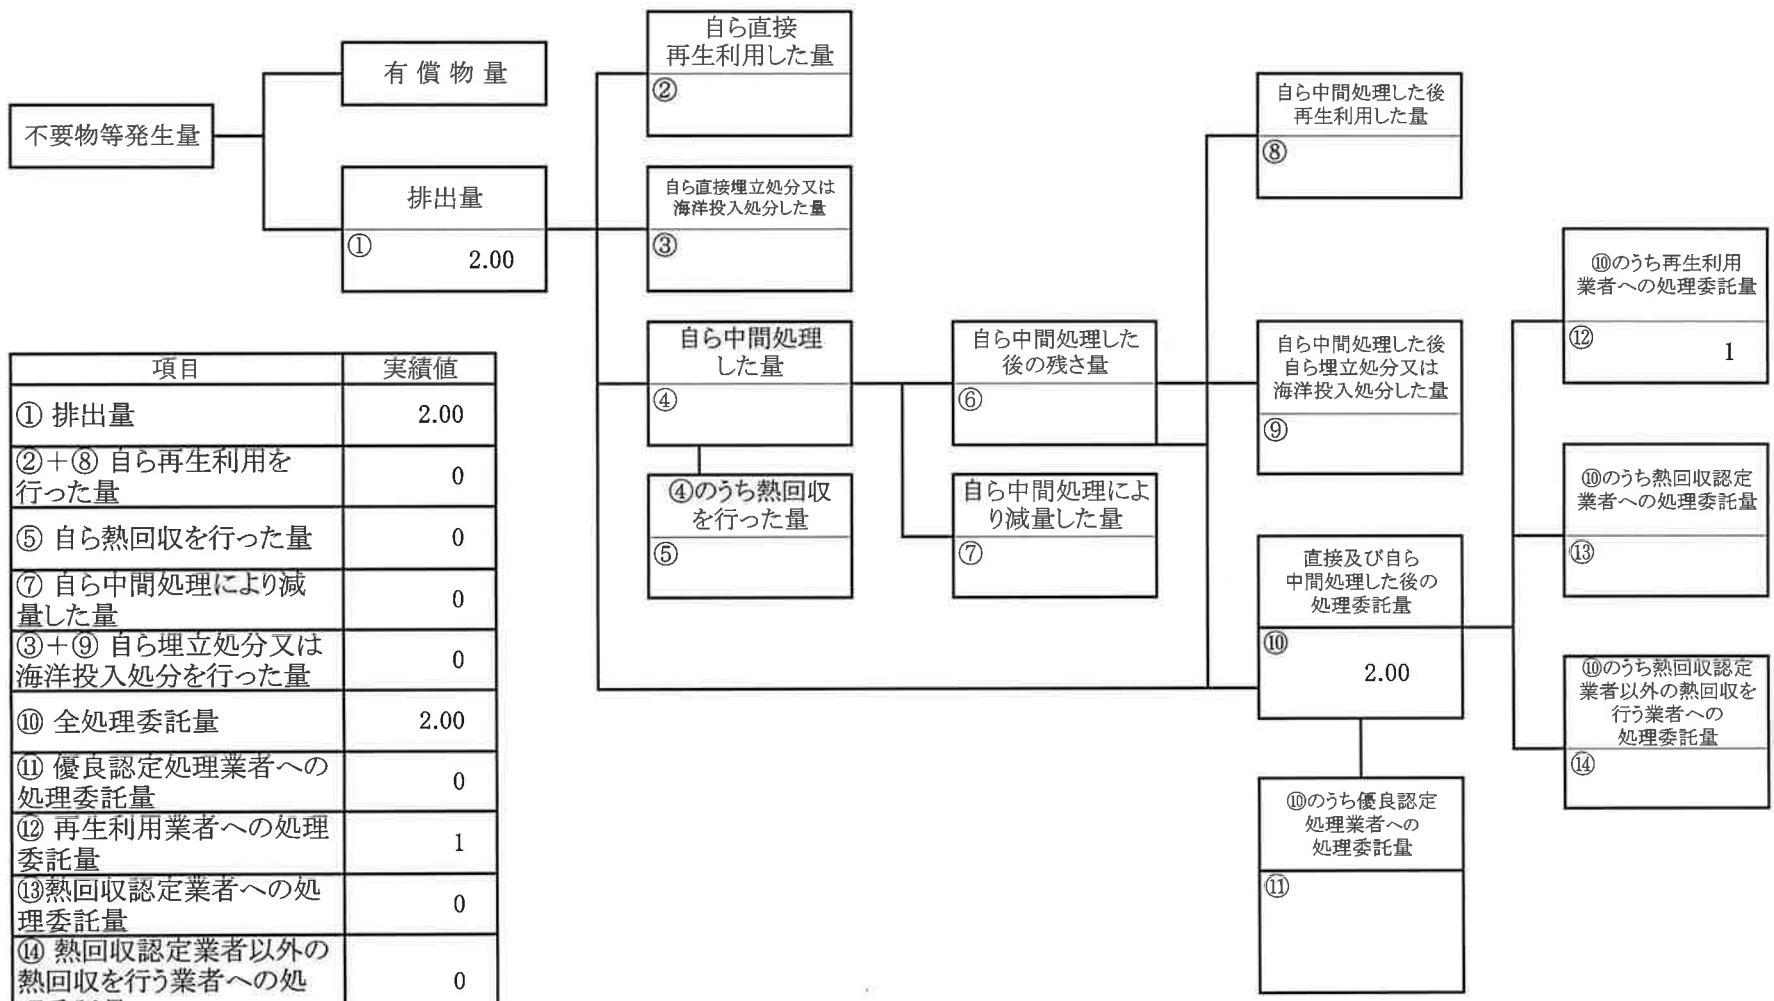 不要物等発生量
有償物量
排出量
① 2.00
自ら直接
再生利用した量
②
自ら直接埋立処分又は
海洋投入処分した量
③
自ら中間処理
した量
④
④のうち熱回収
を行った量
⑤
自ら中間処理した
後の残さ量
⑥
自ら中間処理によ
り減量した量
⑦
自ら中間処理した後
再生利用した量
⑧
自ら中間処理した後
自ら埋立処分又は
海洋投入処分した量
⑨
直接及び自ら
中間処理した後の
処理委託量
⑩
2.00
⑩のうち優良認定
処理業者への
処理委託量
⑪
⑩のうち再生利用
業者への処理委託量
⑫
1
⑩のうち熱回収認定
業者への処理委託量
⑬
⑩のうち熱回収認定
業者以外の熱回収を
行う業者への
処理委託量
⑭
項目 実績値
① 排出量 2.00
②+⑧ 自ら再生利用を
行った量 0
⑤ 自ら熱回収を行った量 0
⑦ 自ら中間処理により減
量した量 0
③+⑨ 自ら埋立処分又は
海洋投入処分を行った量 0
⑩ 全処理委託量 2.00
⑪ 優良認定処理業者への
処理委託量 0
⑫ 再生利用業者への処理
委託量 1
⑬熱回収認定業者への処
理委託量 0
⑭ 熱回収認定業者以外の
熱回収を行う業者への処 0